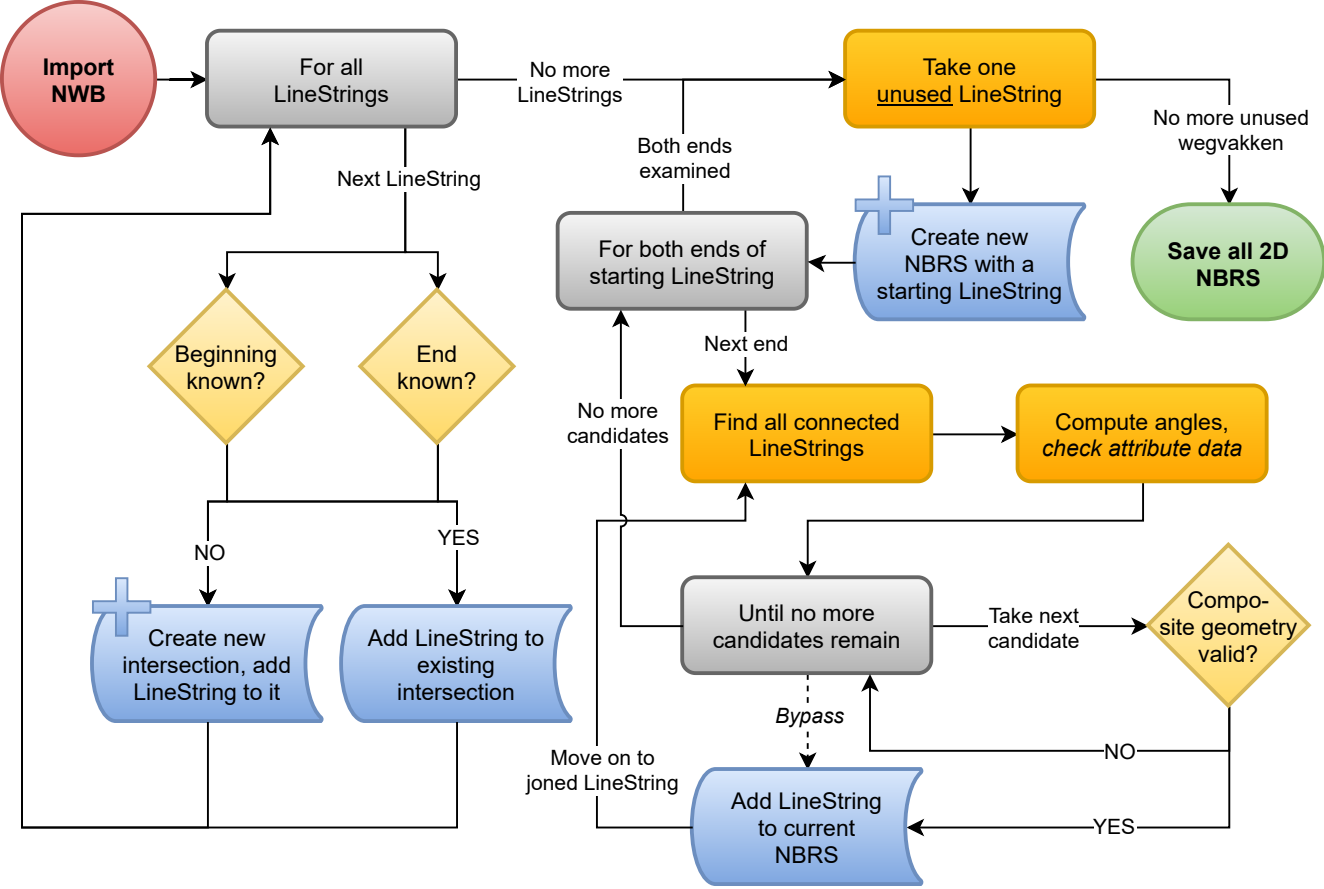 Import
NWB
For all
LineStrings
No more
LineStrings
Take one
unused LineString
No more unused
wegvakken
Both ends
examined
Next LineString
For both ends of
starting LineString
Create new
NBRS with a
starting LineString
Save all 2D
NBRS
Beginning
known?
End
known?
Next end
No more
candidates
Find all connected
LineStrings
Compute angles,
check attribute data
NO
YES
Create new
intersection, add
LineString to it
Add LineString to
existing
intersection
Until no more
candidates remain
Take next
candidate
Compo-
site geometry
valid?
Bypass
NO
Move on to
joned LineString
Add LineString
to current
NBRS
YES